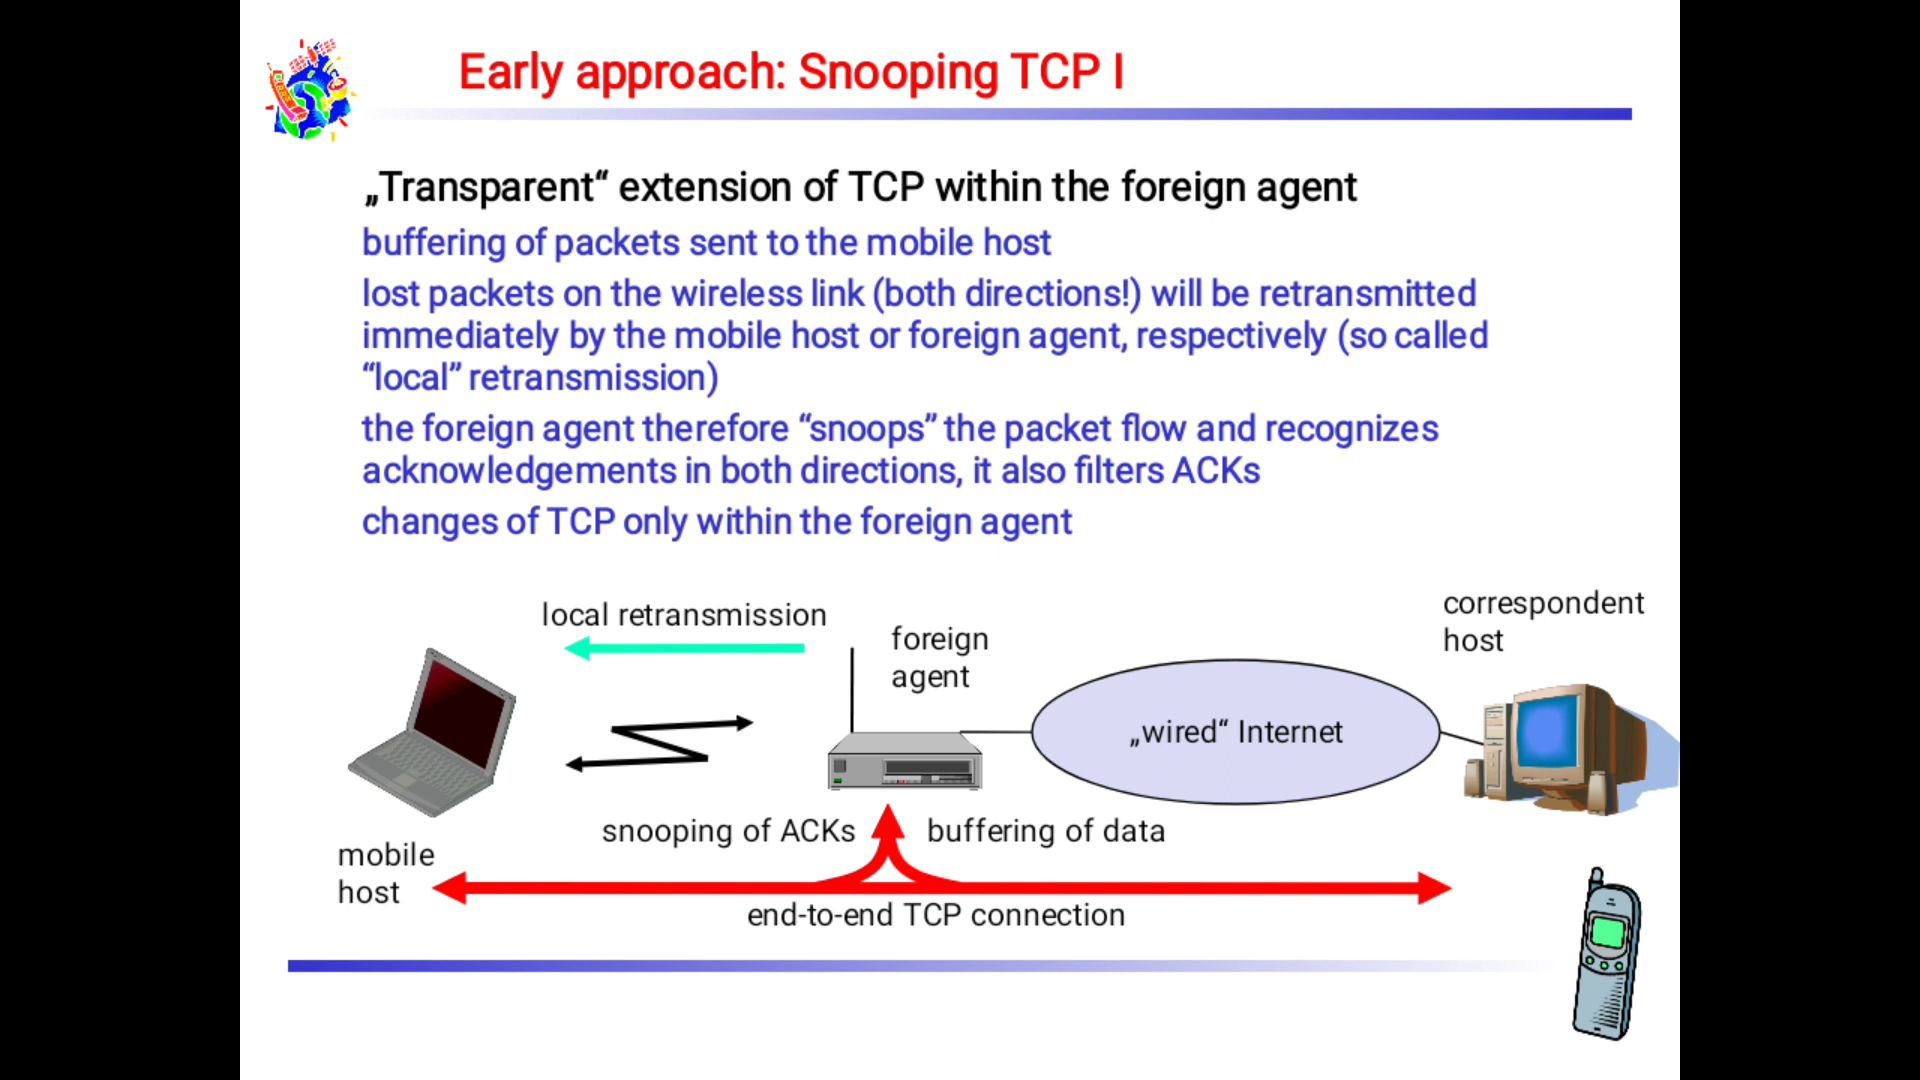 Early approach: Snooping TCP I
„Transparent“ extension of TCP within the foreign agent
buffering of packets sent to the mobile host
lost packets on the wireless link (both directions!) will be retransmitted
immediately by the mobile host or foreign agent, respectively (so called
“local” retransmission)
the foreign agent therefore “snoops” the packet flow and recognizes
acknowledgements in both directions, it also filters ACKs
changes of TCP only within the foreign agent
local retransmission
foreign
agent
correspondent
host
„wired“ Internet
snooping of ACKs
buffering of data
mobile
host
end-to-end TCP connection